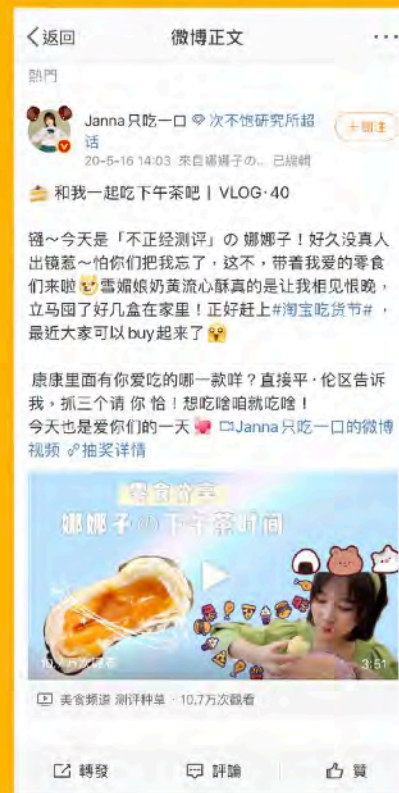 返回
微博正文
熱門
Janna只吃一口 次不饱研究所超
话
+關注
20-5-16 14:03 來自娜娜子の... 已編輯
和我一起吃下午茶吧 | VLOG·40
镪～今天是「不正经测评」の 娜娜子！好久没真人
出镜惹～怕你们把我忘了，这不，带着我爱的零食
们来啦 雪媚娘奶黄流心酥真的是让我相见恨晚，
立马囤了好几盒在家里！正好赶上#淘宝吃货节#，
最近大家可以buy起来了
康康里面有你爱吃的哪一款咩？直接平·伦区告诉
我，抓三个请 你 恰！想吃啥咱就吃啥！
今天也是爱你们的一天 Janna只吃一口的微博
视频 抽奖详情
零食分享
娜娜子の下午茶时间
10.7万次觀看
3:51
美食频道 测评种草 · 10.7万次觀看
轉發
評論
贊